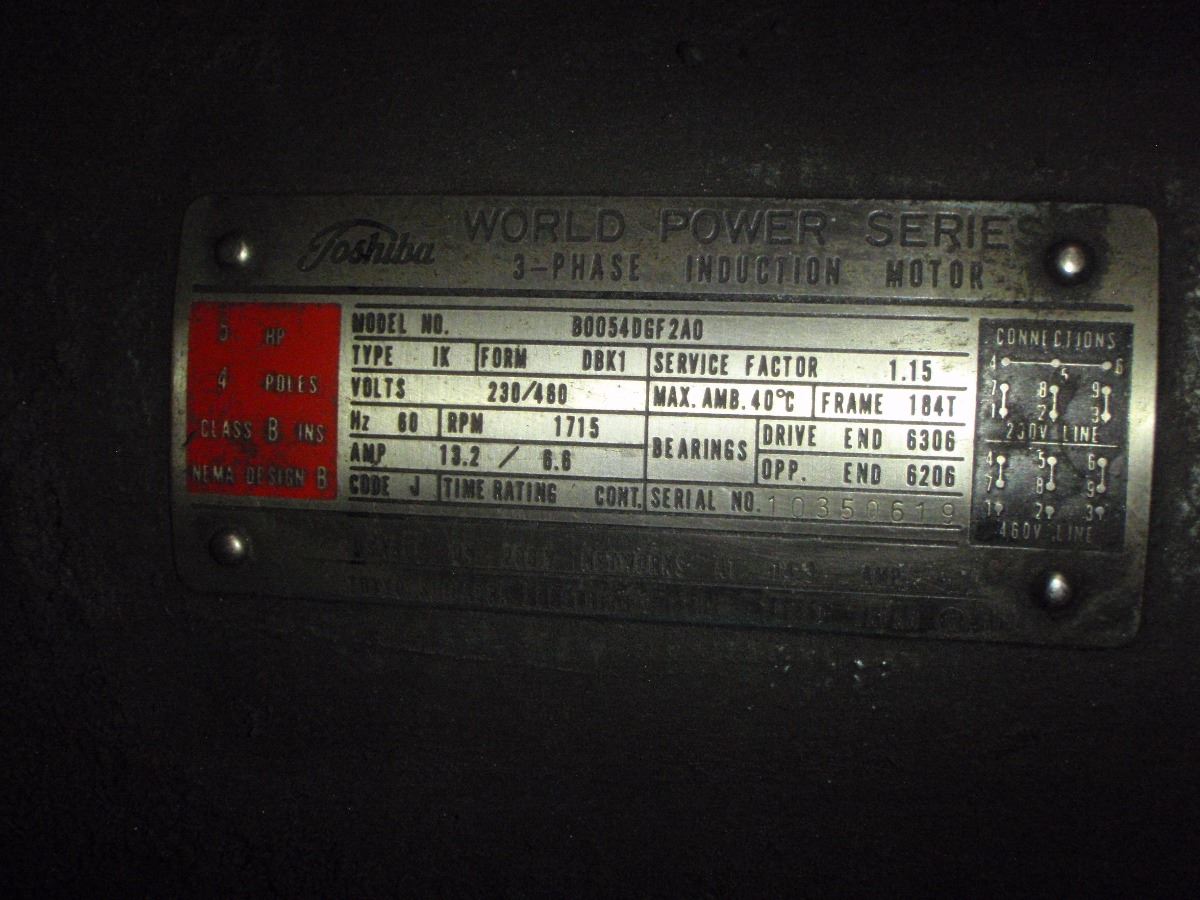 Toshiba WORLD POWER SERIES
3-PHASE INDUCTION MOTOR
5 HP
4 POLES
CLASS B INS
NEMA DESIGN B
MODEL NO. B0054DGF2A0
TYPE IK FORM DBK1 SERVICE FACTOR 1.15
VOLTS 230/460 MAX. AMB. 40°C FRAME 184T
Hz 60 RPM 1715 BEARINGS DRIVE END 6306
AMP 13.2 / 6.6 OPP. END 6206
CODE J TIME RATING CONT. SERIAL NO. 10350619
CONNECTIONS
4 5 6
7 8 9
1 2 3
230V LINE
4 5 6
7 8 9
1 2 3
460V LINE